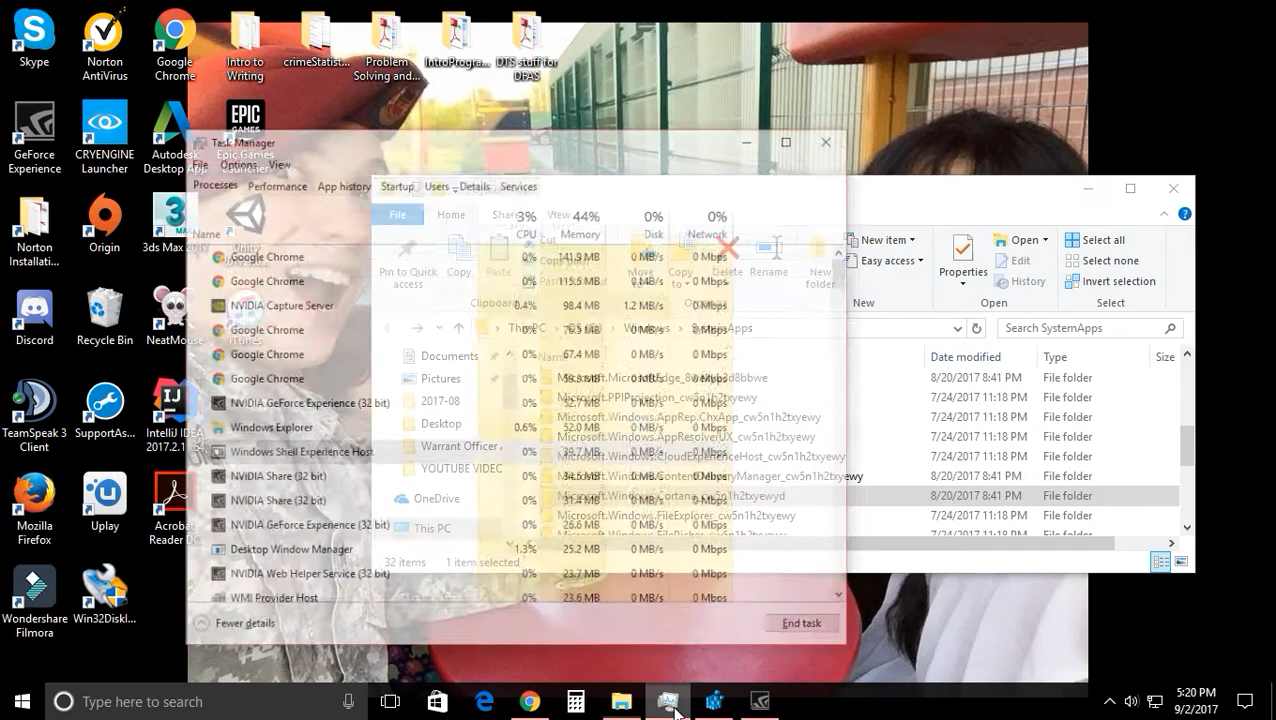 Skype
Norton AntiVirus
Google Chrome
Intro to Writing
crimeStatist...
Problem Solving and...
IntroProgra...
DTS stuff for DFAS
GeForce Experience
CRYENGINE Launcher
Autodesk Desktop App
EPIC GAMES
Epic Games Launcher
Norton Installati...
Origin
3ds Max 2017
Unity
Discord
Recycle Bin
NeatMouse
iTunes
TeamSpeak 3 Client
SupportAs...
IntelliJ IDEA 2017.2.1
Mozilla Firefox
Uplay
Acrobat Reader DC
Wondershare Filmora
Win32Diskl...
Task Manager
File Options View
Processes Performance App history Startup Users Details Services
3% 44% 0% 0%
Name CPU Memory Disk Network
Google Chrome 0% 141.9 MB 0 MB/s 0 Mbps
Google Chrome 0% 115.5 MB 0 MB/s 0 Mbps
NVIDIA Capture Server 0.4% 98.4 MB 1.2 MB/s 0 Mbps
Google Chrome 0% 0 MB/s 0 Mbps
Google Chrome 0% 67.4 MB 0 MB/s 0 Mbps
Google Chrome 0% 59.3 MB 0 MB/s 0 Mbps
NVIDIA GeForce Experience (32 bit) 0% 52.7 MB 0 MB/s 0 Mbps
Windows Explorer 0.6% 52.0 MB 0 MB/s 0 Mbps
Windows Shell Experience Host 0% 39.7 MB 0 MB/s 0 Mbps
NVIDIA Share (32 bit) 0% 34.5 MB 0 MB/s 0 Mbps
NVIDIA Share (32 bit) 0% 31.4 MB 0 MB/s 0 Mbps
NVIDIA GeForce Experience (32 bit) 0% 26.6 MB 0 MB/s 0 Mbps
Desktop Window Manager 1.3% 25.2 MB 0 MB/s 0 Mbps
NVIDIA Web Helper Service (32 bit) 0% 23.7 MB 0 MB/s 0 Mbps
WMI Provider Host 0% 23.6 MB 0 MB/s 0 Mbps
Fewer details
End task
File Home Share View
Pin to Quick access
Copy
Paste
Cut
Copy path
Clipboard
Move
Copy
Delete
Rename
New folder
New item
Easy access
New
Properties
Open
Edit
History
Open
Select all
Select none
Invert selection
Select
This PC
Windows
SystemApps
Search SystemApps
Documents
Pictures
2017-08
Desktop
Warrant Officer
YOUTUBE VIDEO
OneDrive
This PC
Name Date modified Type Size
Microsoft.MicrosoftEdge_8wekyb3d8bbwe 8/20/2017 8:41 PM File folder
Microsoft.PPIProjection_cw5n1h2txyewy 7/24/2017 11:18 PM File folder
Microsoft.Windows.AppRep.ChxApp_cw5n1h2txyewy 7/24/2017 11:18 PM File folder
Microsoft.Windows.AppResolverUX_cw5n1h2txyewy 7/24/2017 11:18 PM File folder
Microsoft.Windows.CloudExperienceHost_cw5n1h2txyewy 7/24/2017 11:18 PM File folder
Microsoft.Windows.ContentDeliveryManager_cw5n1h2txyewy 8/20/2017 8:41 PM File folder
Microsoft.Windows.Cortana_cw5n1h2txyewyd 8/20/2017 8:41 PM File folder
Microsoft.Windows.FileExplorer_cw5n1h2txyewy 7/24/2017 11:18 PM File folder
Microsoft.Windows.FilePicker_cw5n1h2txyewy 7/24/2017 11:18 PM File folder
32 items 1 item selected
Type here to search
5:20 PM
9/2/2017